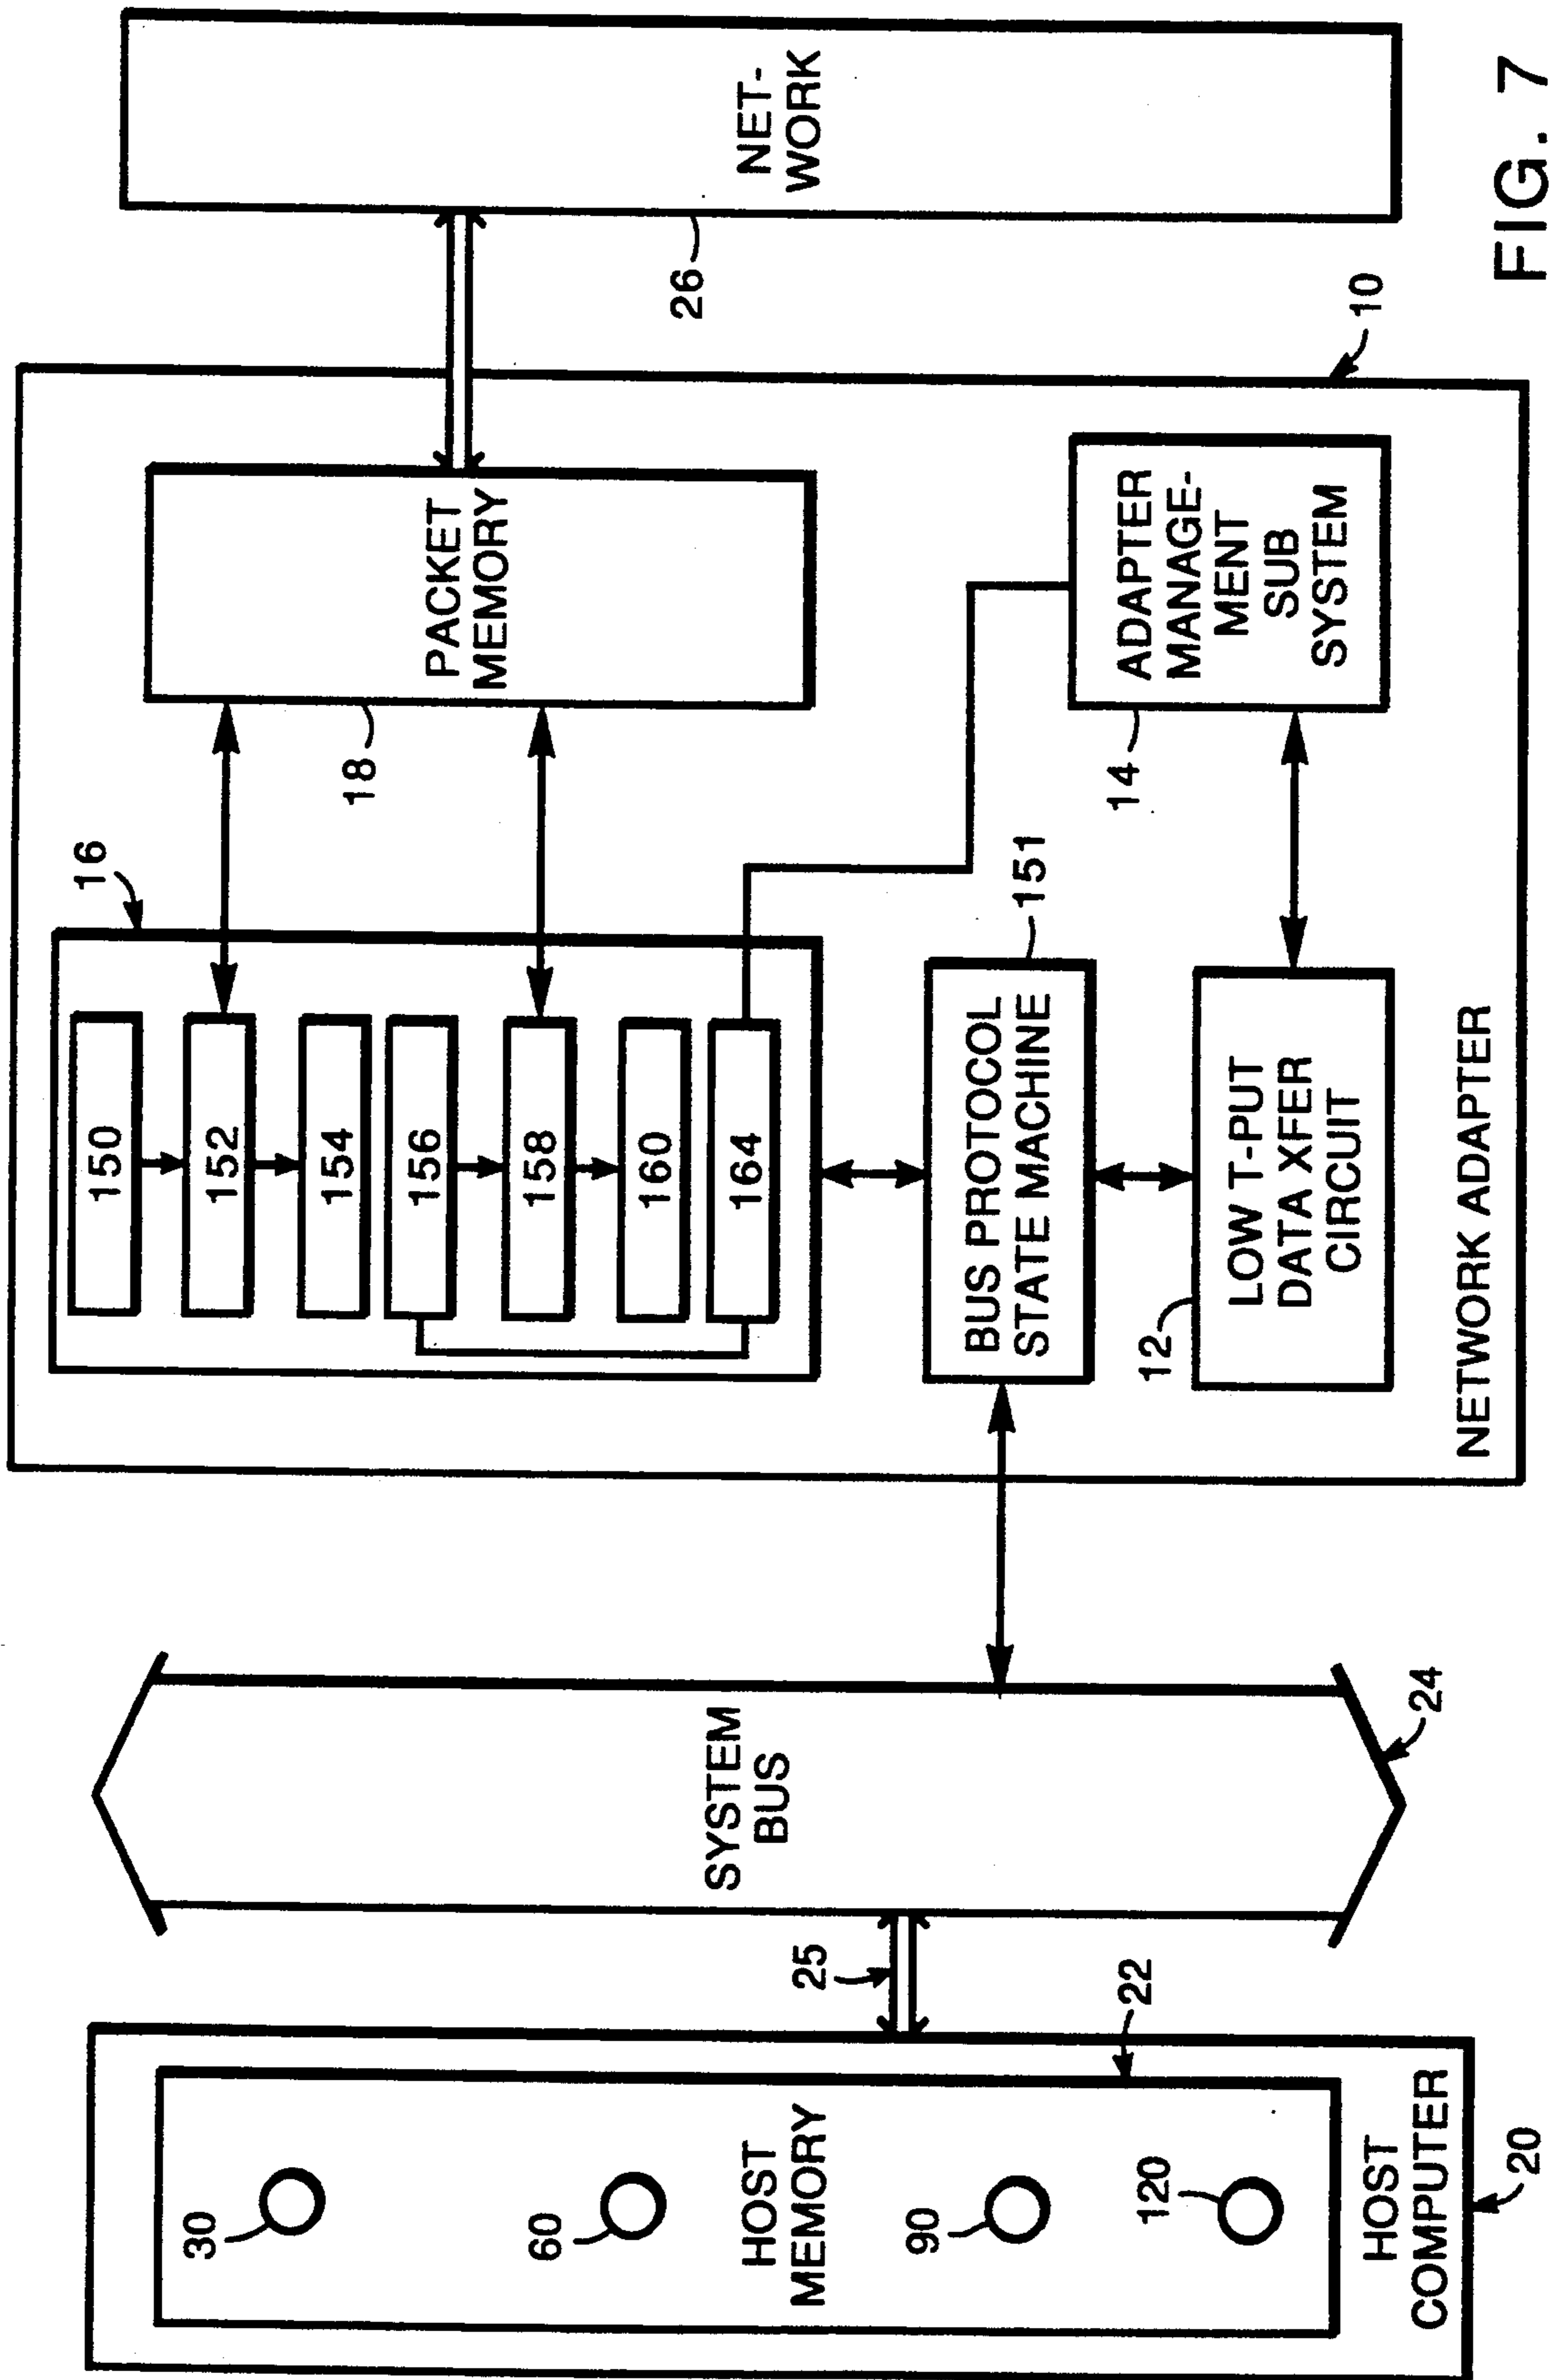 30
60
HOST
MEMORY
90
120
22
HOST
COMPUTER
20
25
SYSTEM
BUS
24
16
150
152
154
156
158
160
164
BUS PROTOCOL
STATE MACHINE
151
12
LOW T-PUT
DATA XFER
CIRCUIT
18
PACKET
MEMORY
14
ADAPTER
MANAGE-
MENT
SUB
SYSTEM
NETWORK ADAPTER
10
26
NET-
WORK
FIG. 7